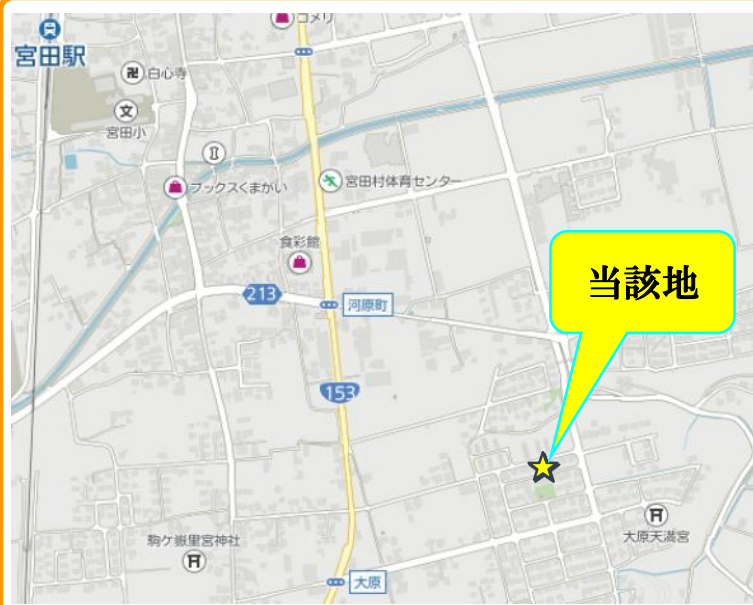 コメリ
宮田駅
卍
白心寺
文
宮田小
ブックスくまがい
宮田村体育センター
食彩館
当該地
213
河原町
153
駒ケ嶽里宮神社
大原天満宮
大原